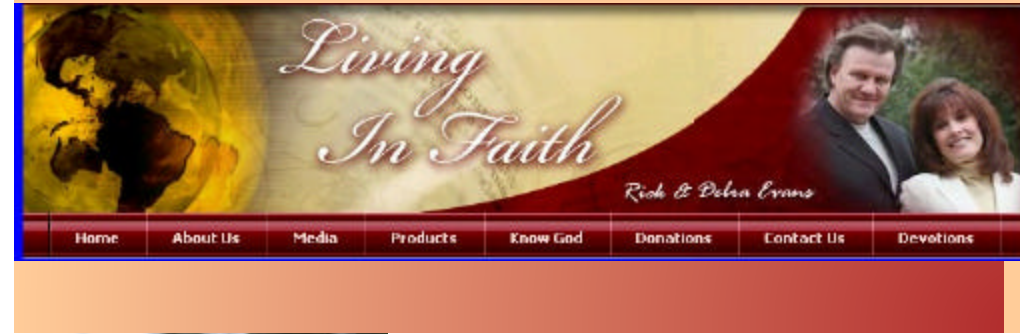 Living
In Faith
Rick & Debra Evans
Home About Us Media Products Know God Donations Contact Us Devotions